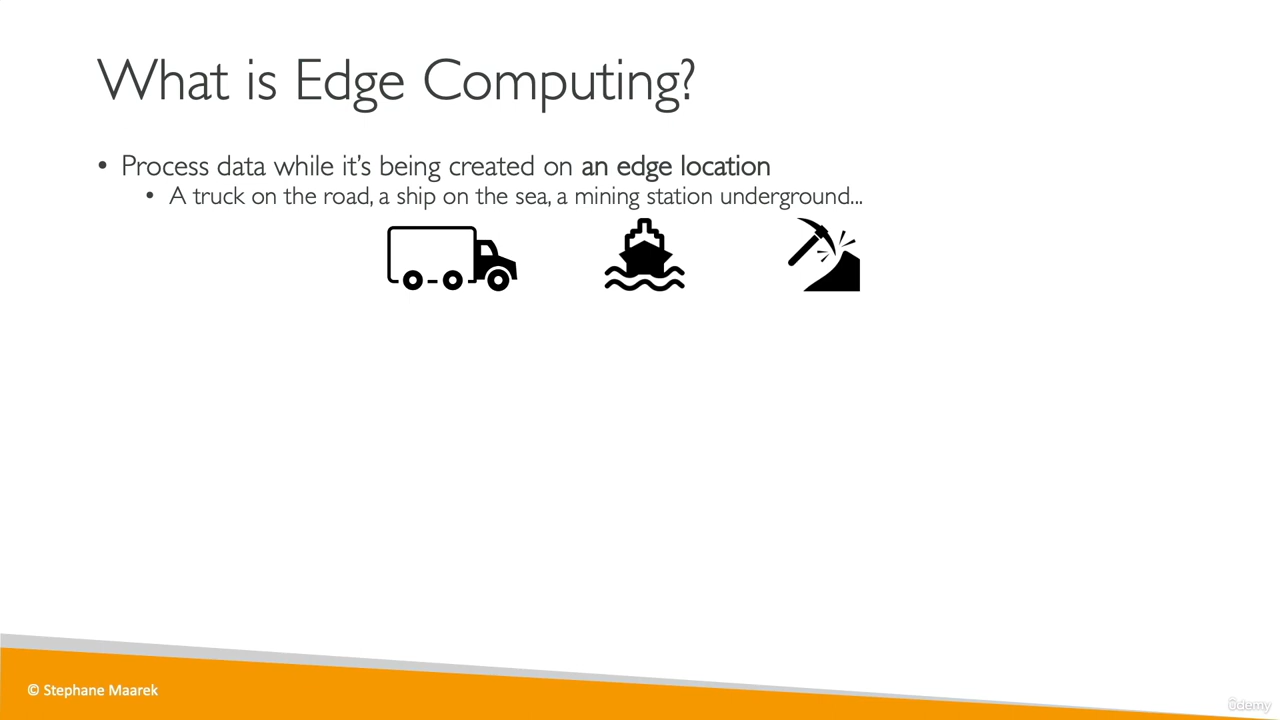 What is Edge Computing?
• Process data while it's being created on an edge location
• A truck on the road, a ship on the sea, a mining station underground...
© Stephane Maarek
ûdemy